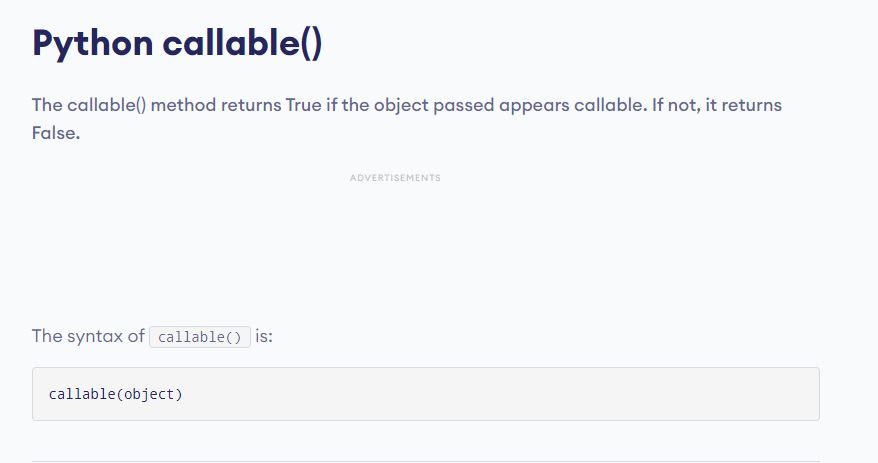 Python callable()
The callable() method returns True if the object passed appears callable. If not, it returns
False.
ADVERTISEMENTS
The syntax of callable() is:
callable(object)